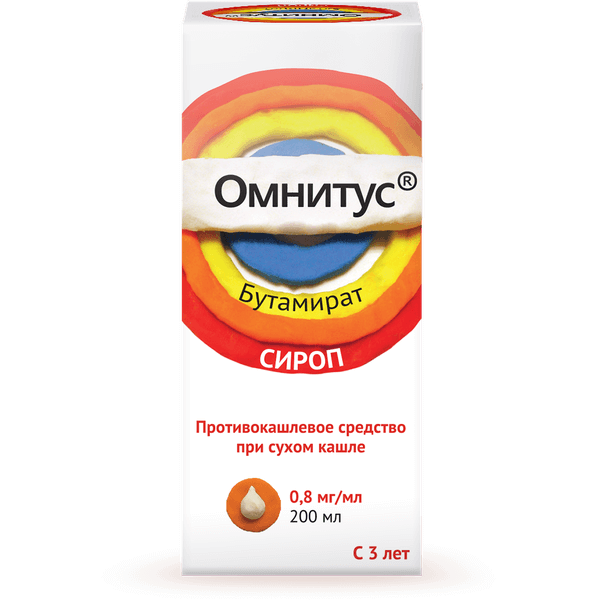 Омнитус®
Бутамират
СИРОП
Противокашлевое средство
при сухом кашле
0,8 мг/мл
200 мл
С 3 лет